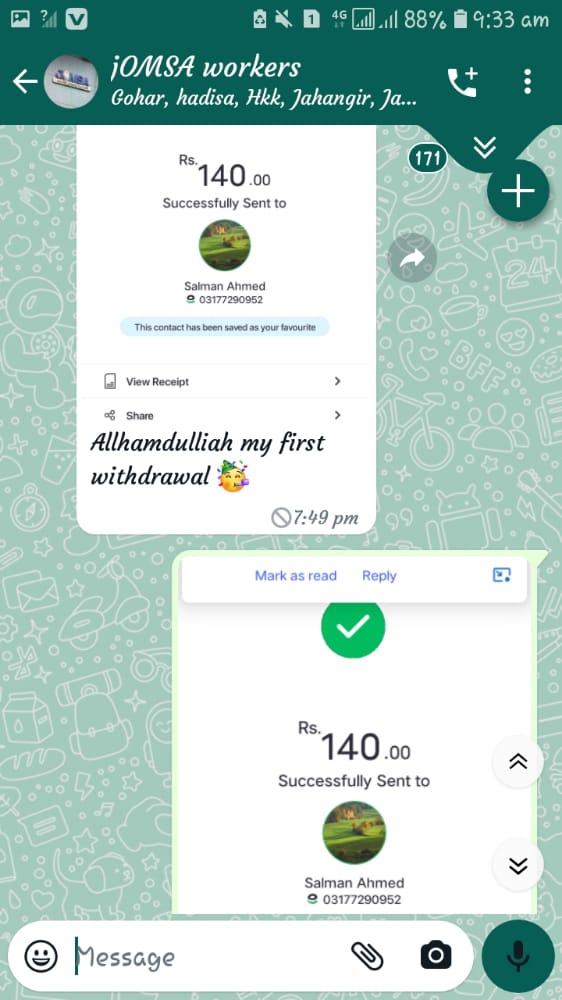 4G 88% 9:33 am
jOMSA workers
Gohar, hadisa, Hkk, Jahangir, Ja...
171
Rs.140.00
Successfully Sent to
Salman Ahmed
03177290952
This contact has been saved as your favourite
View Receipt
Share
Allhamdulliah my first
withdrawal
7:49 pm
Mark as read Reply
Rs.140.00
Successfully Sent to
Salman Ahmed
03177290952
Message